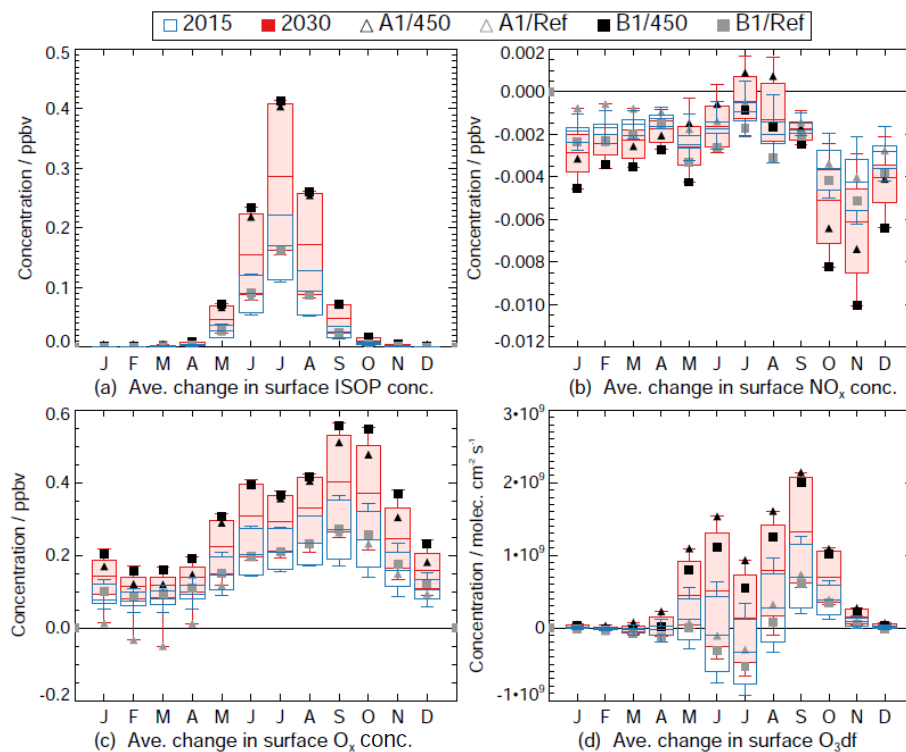 2015 2030 A1/450 A1/Ref B1/450 B1/Ref
Concentration / ppbv
0.5
0.4
0.3
0.2
0.1
0.0
J F M A M J J A S O N D
(a) Ave. change in surface ISOP conc.
Concentration / ppbv
0.002
0.000
-0.002
-0.004
-0.006
-0.008
-0.010
-0.012
J F M A M J J A S O N D
(b) Ave. change in surface NOₓ conc.
Concentration / ppbv
0.6
0.4
0.2
0.0
-0.2
J F M A M J J A S O N D
(c) Ave. change in surface Oₓ conc.
Concentration / molec. cm⁻² s⁻¹
3•10⁹
2•10⁹
1•10⁹
0
-1•10⁹
J F M A M J J A S O N D
(d) Ave. change in surface O₃df